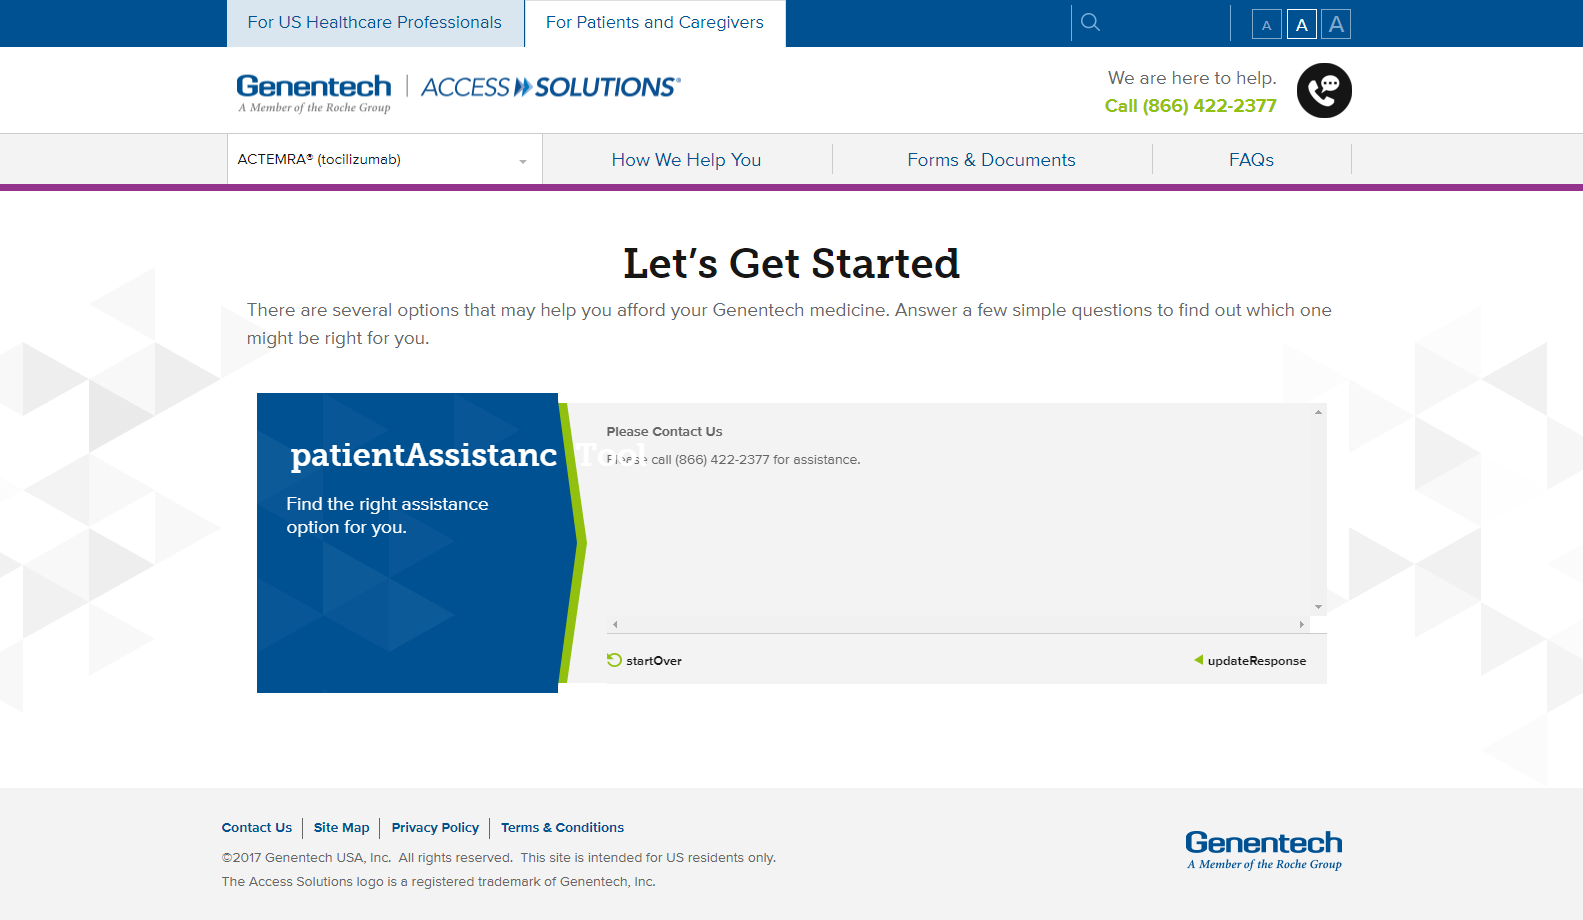 For US Healthcare Professionals
For Patients and Caregivers
A A A
Genentech
A Member of the Roche Group
ACCESS SOLUTIONS®
We are here to help.
Call (866) 422-2377
ACTEMRA® (tocilizumab)
How We Help You
Forms & Documents
FAQs
Let's Get Started
There are several options that may help you afford your Genentech medicine. Answer a few simple questions to find out which one
might be right for you.
patientAssistanc Tool
Find the right assistance
option for you.
Please Contact Us
Please call (866) 422-2377 for assistance.
startOver
updateResponse
Contact Us
Site Map
Privacy Policy
Terms & Conditions
©2017 Genentech USA, Inc. All rights reserved. This site is intended for US residents only.
The Access Solutions logo is a registered trademark of Genentech, Inc.
Genentech
A Member of the Roche Group